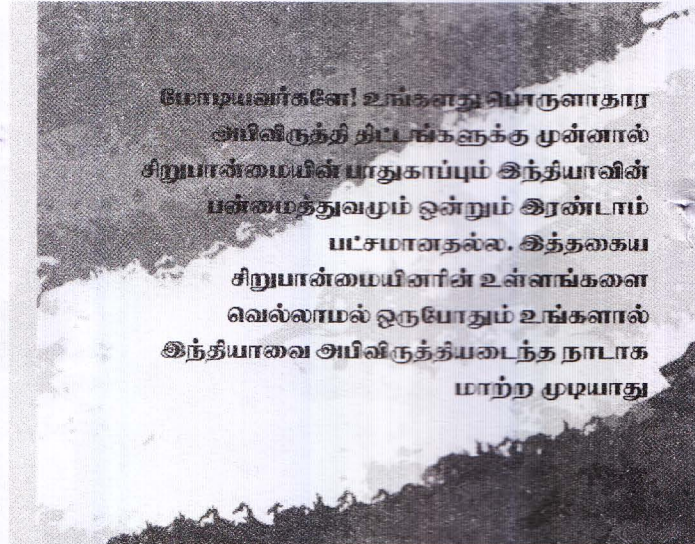 மோடியவர்களே! உங்களது பொருளாதார
அபிவிருத்தி திட்டங்களுக்கு முன்னால்
சிறுபான்மையின் பாதுகாப்பும் இந்தியாவின்
பன்மைத்துவமும் ஒன்றும் இரண்டாம்
பட்சமானதல்ல. இத்தகைய
சிறுபான்மையினரின் உள்ளங்களை
வெல்லாமல் ஒருபோதும் உங்களால்
இந்தியாவை அபிவிருத்தியடைந்த நாடாக
மாற்ற முடியாது